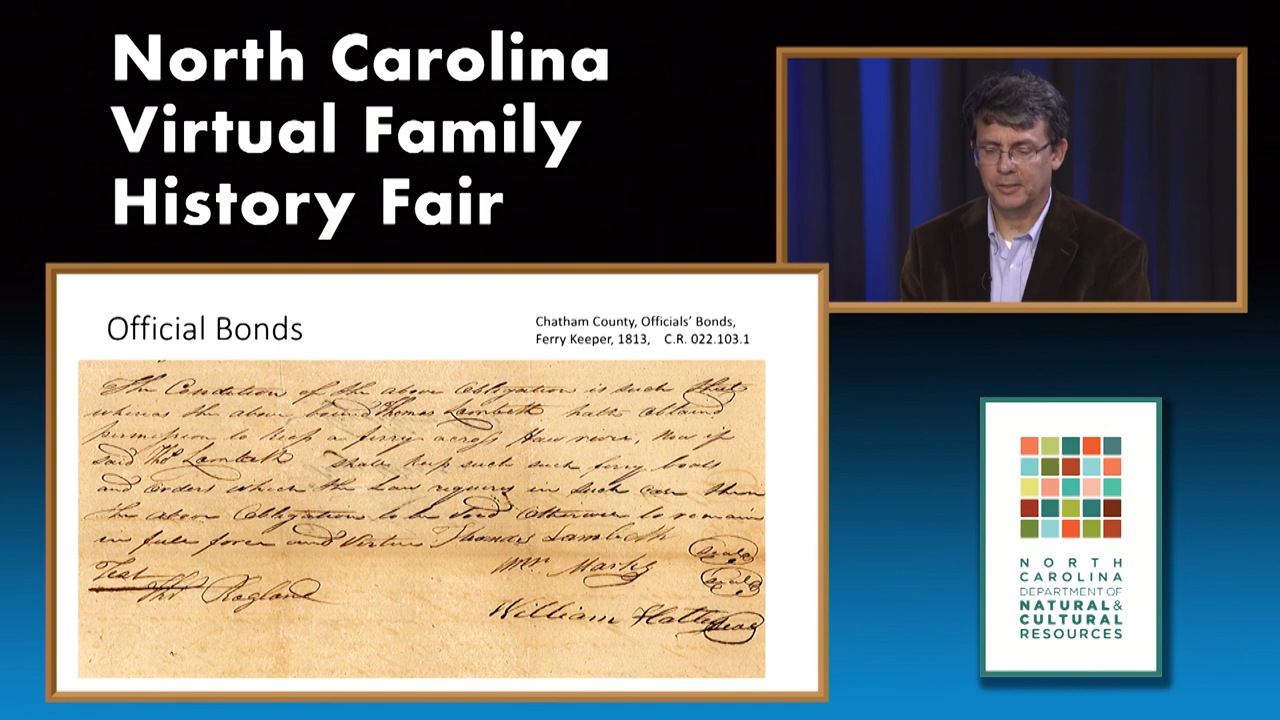 North Carolina
Virtual Family
History Fair
Official Bonds
Chatham County, Officials' Bonds,
Ferry Keeper, 1813, C.R. 022.103.1
The Condition of the above Obligation is such that
whereas the above bound Thomas Lambeth hath obtaind
permission to keep a ferry across Haw river, Now if
said Thos Lambeth shall keep such such ferry boats
and orders which the Law requires in such case then
the above Obligation to be void Otherwise to remain
in full force and Virtue Thomas Lambeth
Wm Marks seal
Test
Thos Ragland
William seal
NORTH
CAROLINA
DEPARTMENT OF
NATURAL &
CULTURAL
RESOURCES